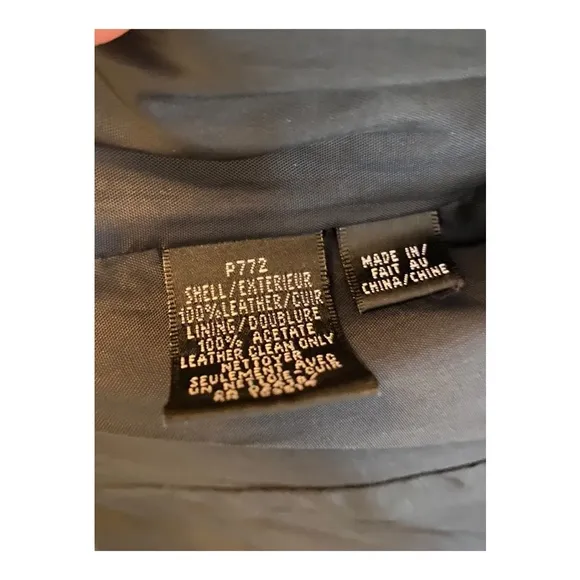 P772
SHELL/EXTERIEUR
100%LEATHER/CUIR
LINING/DOUBLURE
100% ACETATE
LEATHER CLEAN ONLY
NETTOYER
SEULEMENT AVEC
UN NETTOIE CUIR
MADE IN/
FAIT AU
CHINA/CHINE